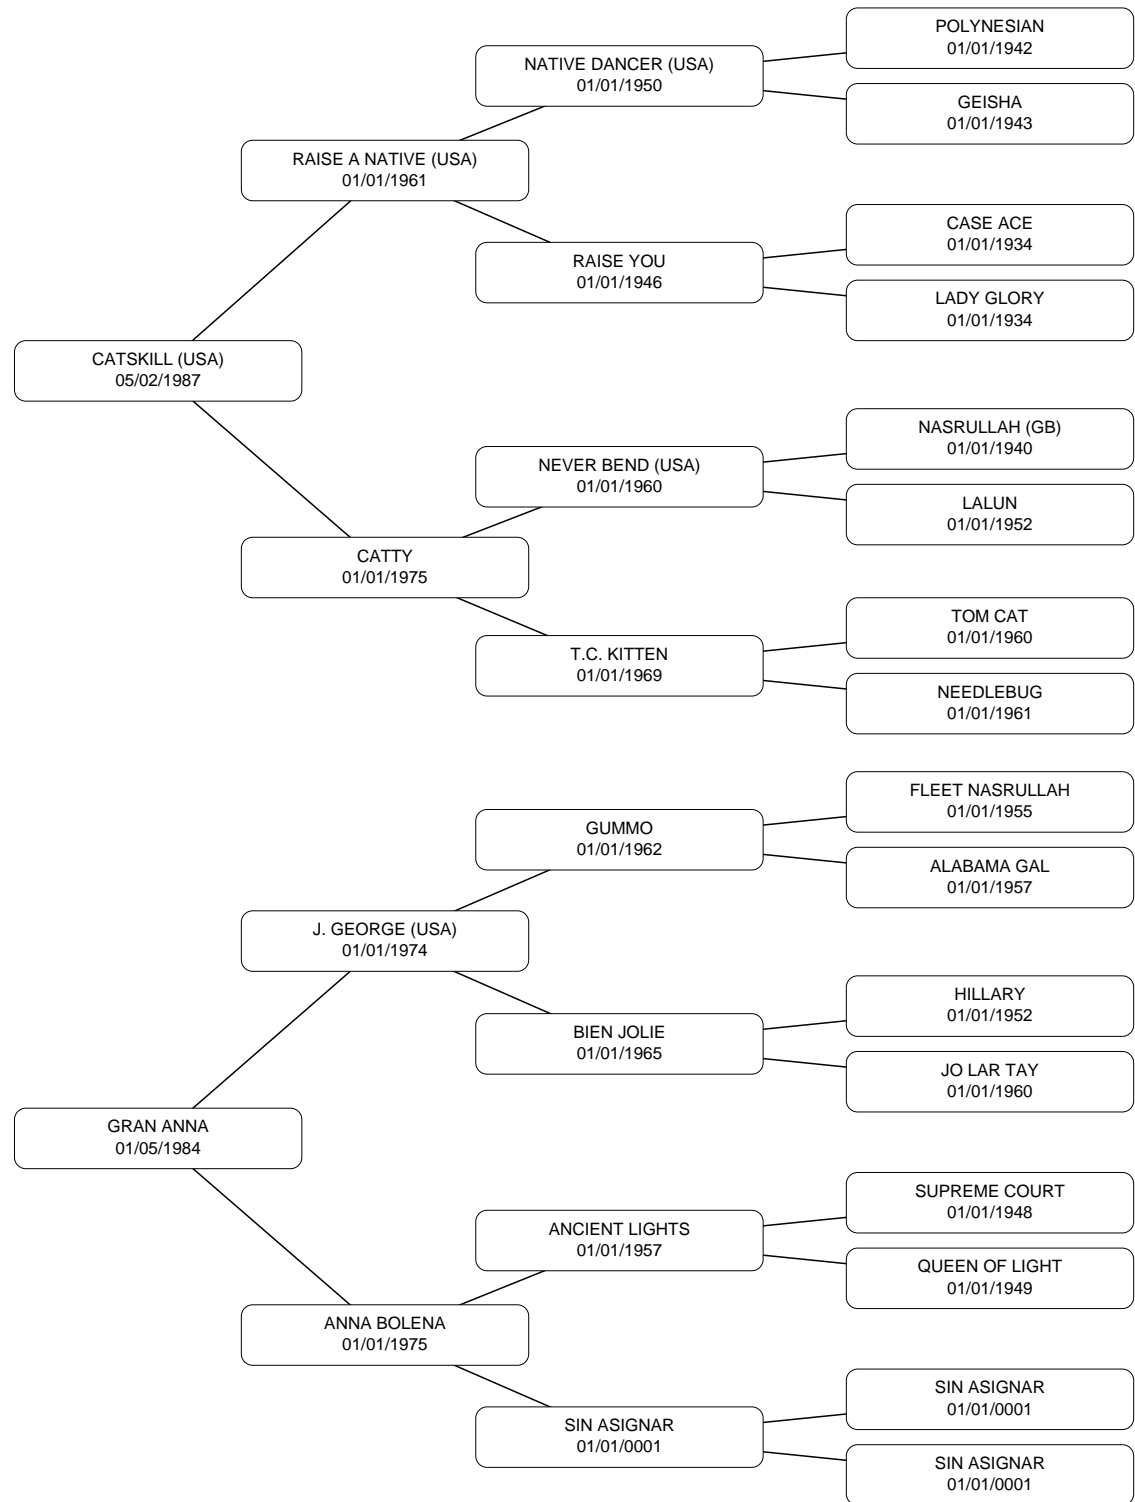 POLYNESIAN
01/01/1942
NATIVE DANCER (USA)
01/01/1950
GEISHA
01/01/1943
RAISE A NATIVE (USA)
01/01/1961
CASE ACE
01/01/1934
RAISE YOU
01/01/1946
LADY GLORY
01/01/1934
CATSKILL (USA)
05/02/1987
NASRULLAH (GB)
01/01/1940
NEVER BEND (USA)
01/01/1960
LALUN
01/01/1952
CATTY
01/01/1975
TOM CAT
01/01/1960
T.C. KITTEN
01/01/1969
NEEDLEBUG
01/01/1961
FLEET NASRULLAH
01/01/1955
GUMMO
01/01/1962
ALABAMA GAL
01/01/1957
J. GEORGE (USA)
01/01/1974
HILLARY
01/01/1952
BIEN JOLIE
01/01/1965
JO LAR TAY
01/01/1960
GRAN ANNA
01/05/1984
SUPREME COURT
01/01/1948
ANCIENT LIGHTS
01/01/1957
QUEEN OF LIGHT
01/01/1949
ANNA BOLENA
01/01/1975
SIN ASIGNAR
01/01/0001
SIN ASIGNAR
01/01/0001
SIN ASIGNAR
01/01/0001